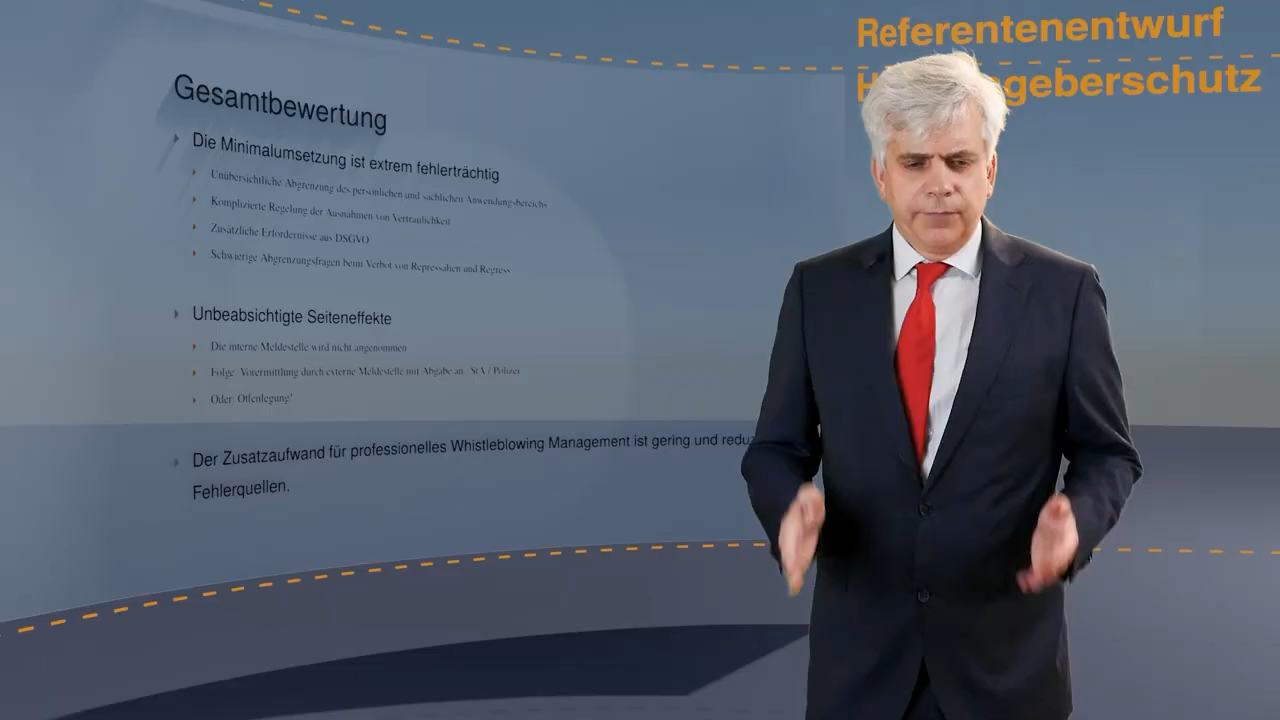 Referentenentwurf
geberschutz
Gesamtbewertung
Die Minimalumsetzung ist extrem fehlerträchtig
Unübersichtliche Abgrenzung des persönlichen und sachlichen Anwendungsbereichs
Komplizierte Regelung der Ausnahmen von Vertraulichkeit
Zusätzliche Erfordernisse aus DSGVO
Schwierige Abgrenzungsfragen beim Verbot von Repressalien und Regress
Unbeabsichtigte Seiteneffekte
Die interne Meldestelle wird nicht angenommen
Folge: Vorermittlung durch externe Meldestelle mit Abgabe an StA / Polizei
Oder: Offenlegung!
Der Zusatzaufwand für professionelles Whistleblowing Management ist gering und reduz
Fehlerquellen.